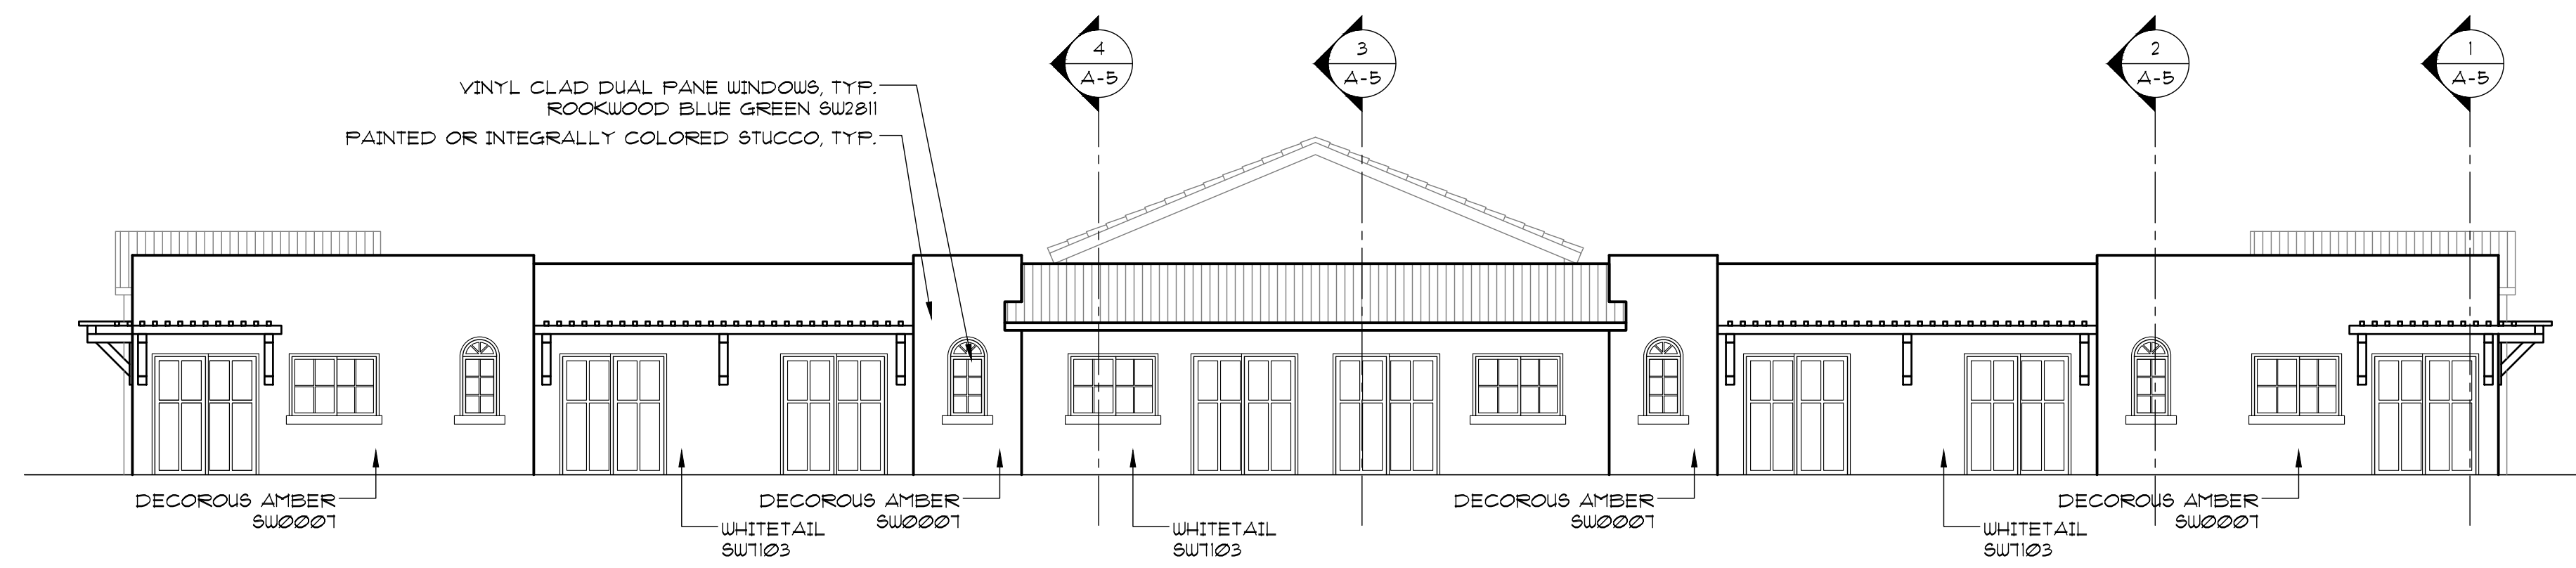 4
A-5
3
A-5
2
A-5
1
A-5
VINYL CLAD DUAL PANE WINDOWS, TYP.
ROOKWOOD BLUE GREEN SW2811
PAINTED OR INTEGRALLY COLORED STUCCO, TYP.
DECOROUS AMBER
SW0007
WHITETAIL
SW7103
DECOROUS AMBER
SW0007
WHITETAIL
SW7103
DECOROUS AMBER
SW0007
WHITETAIL
SW7103
DECOROUS AMBER
SW0007